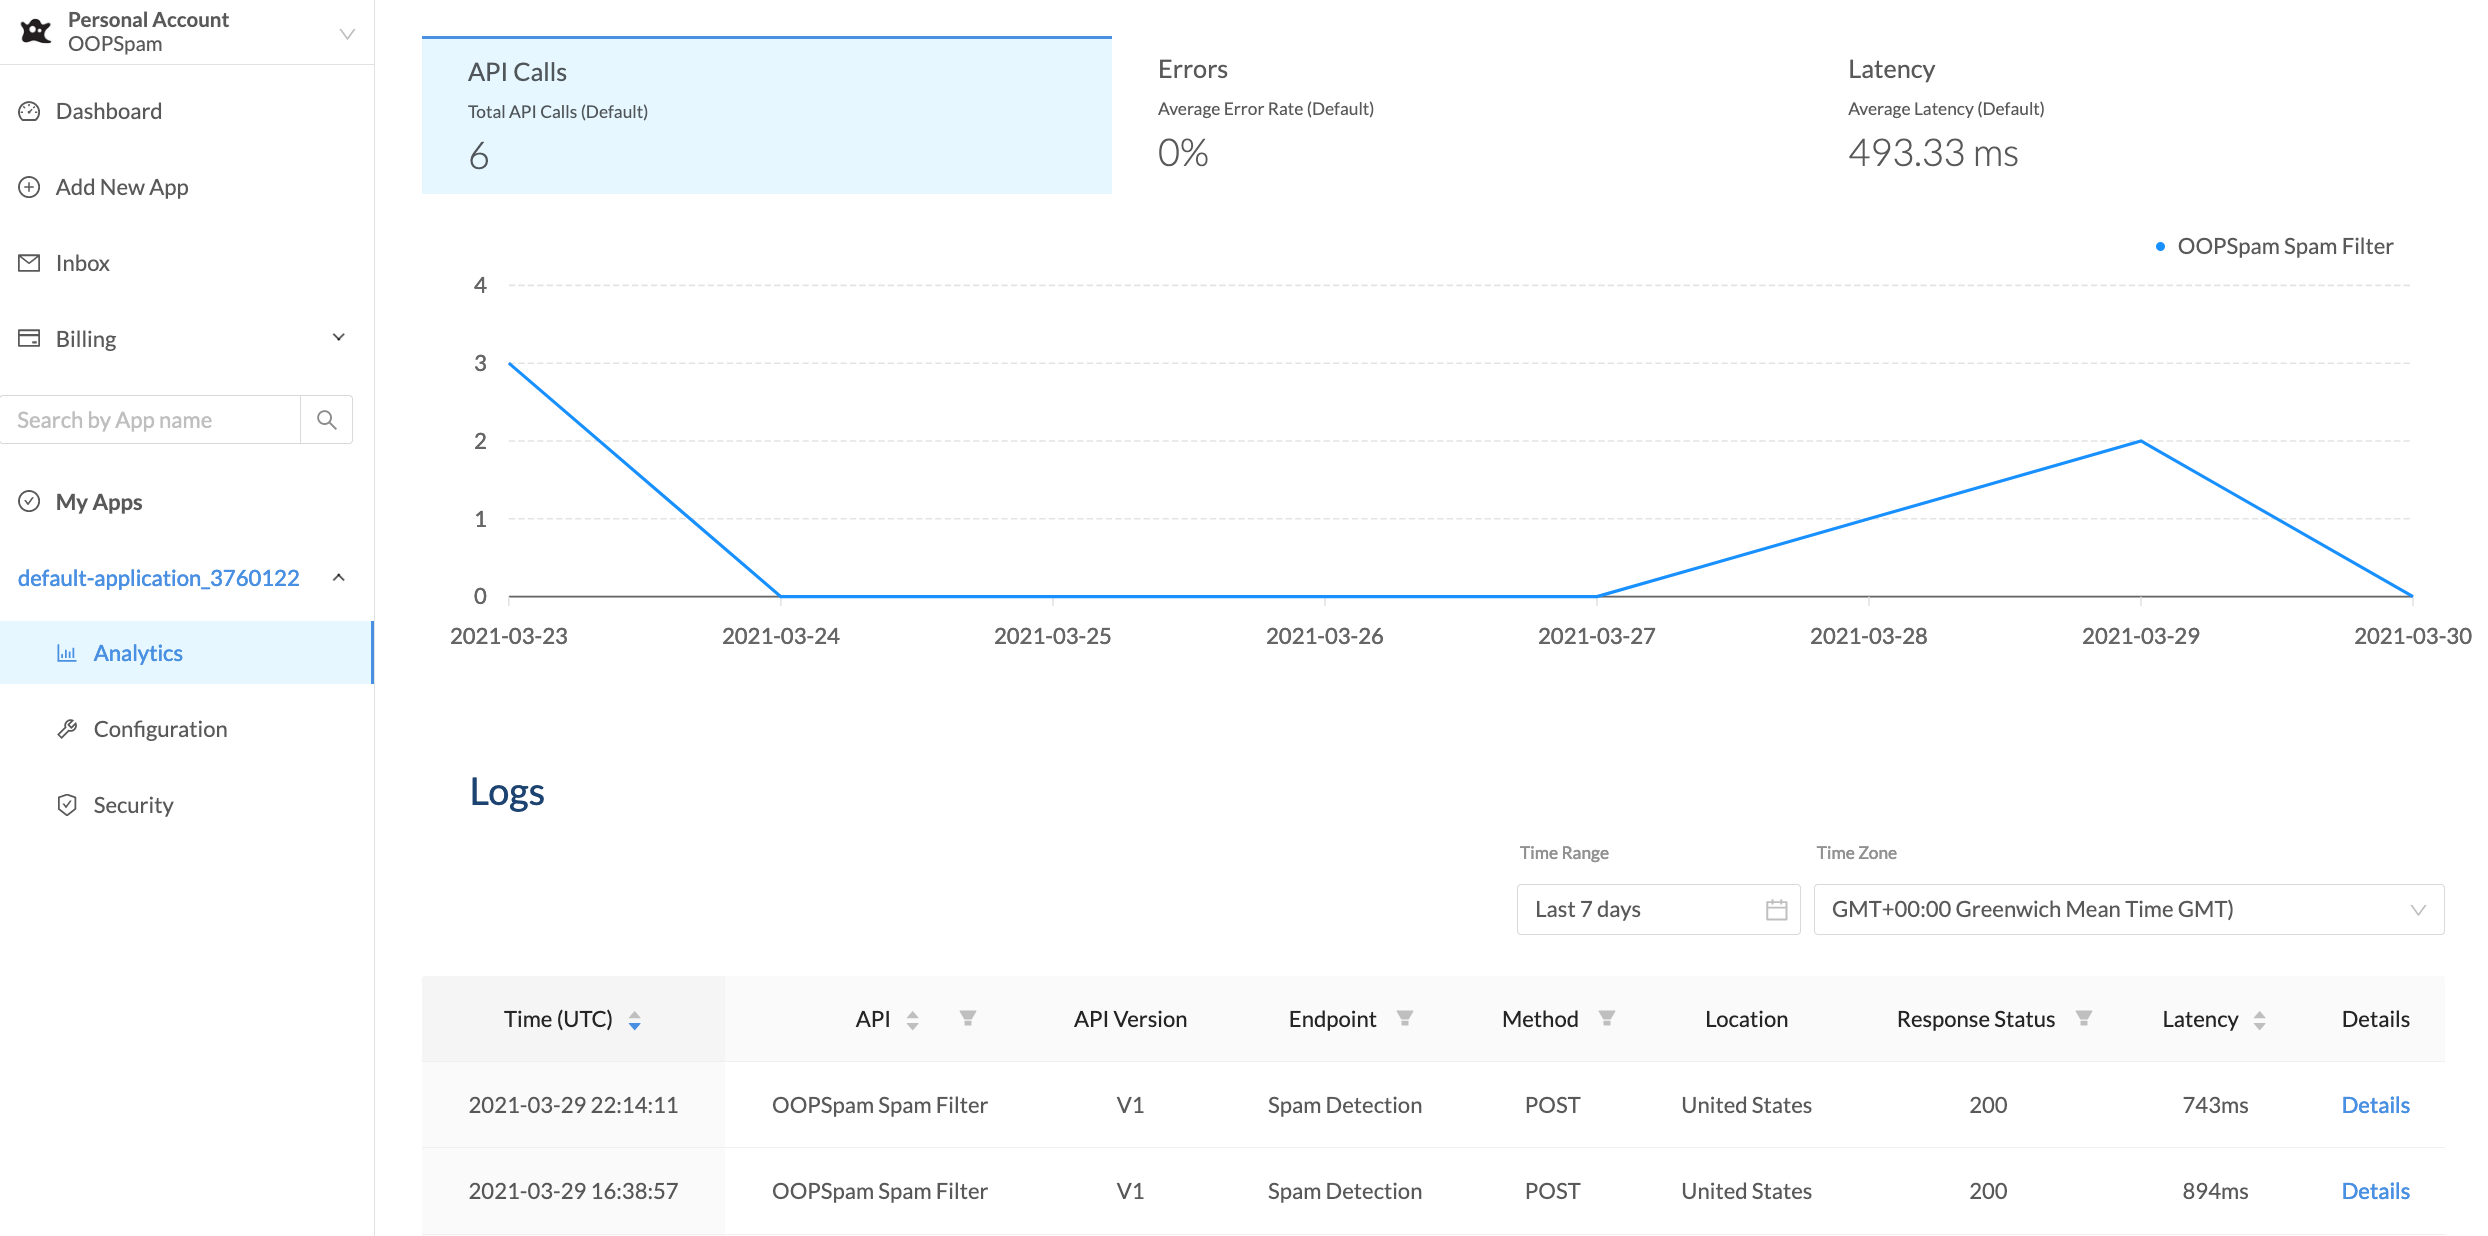 Personal Account
OOPSpam
Dashboard
Add New App
Inbox
Billing
Search by App name
My Apps
default-application_3760122
Analytics
Configuration
Security
API Calls
Total API Calls (Default)
6
Errors
Average Error Rate (Default)
0%
Latency
Average Latency (Default)
493.33 ms
OOPSpam Spam Filter
4
3
2
1
0
2021-03-23 2021-03-24 2021-03-25 2021-03-26 2021-03-27 2021-03-28 2021-03-29 2021-03-30
Logs
Time Range Time Zone
Last 7 days GMT+00:00 Greenwich Mean Time GMT)
Time (UTC) API API Version Endpoint Method Location Response Status Latency Details
2021-03-29 22:14:11 OOPSpam Spam Filter V1 Spam Detection POST United States 200 743ms Details
2021-03-29 16:38:57 OOPSpam Spam Filter V1 Spam Detection POST United States 200 894ms Details